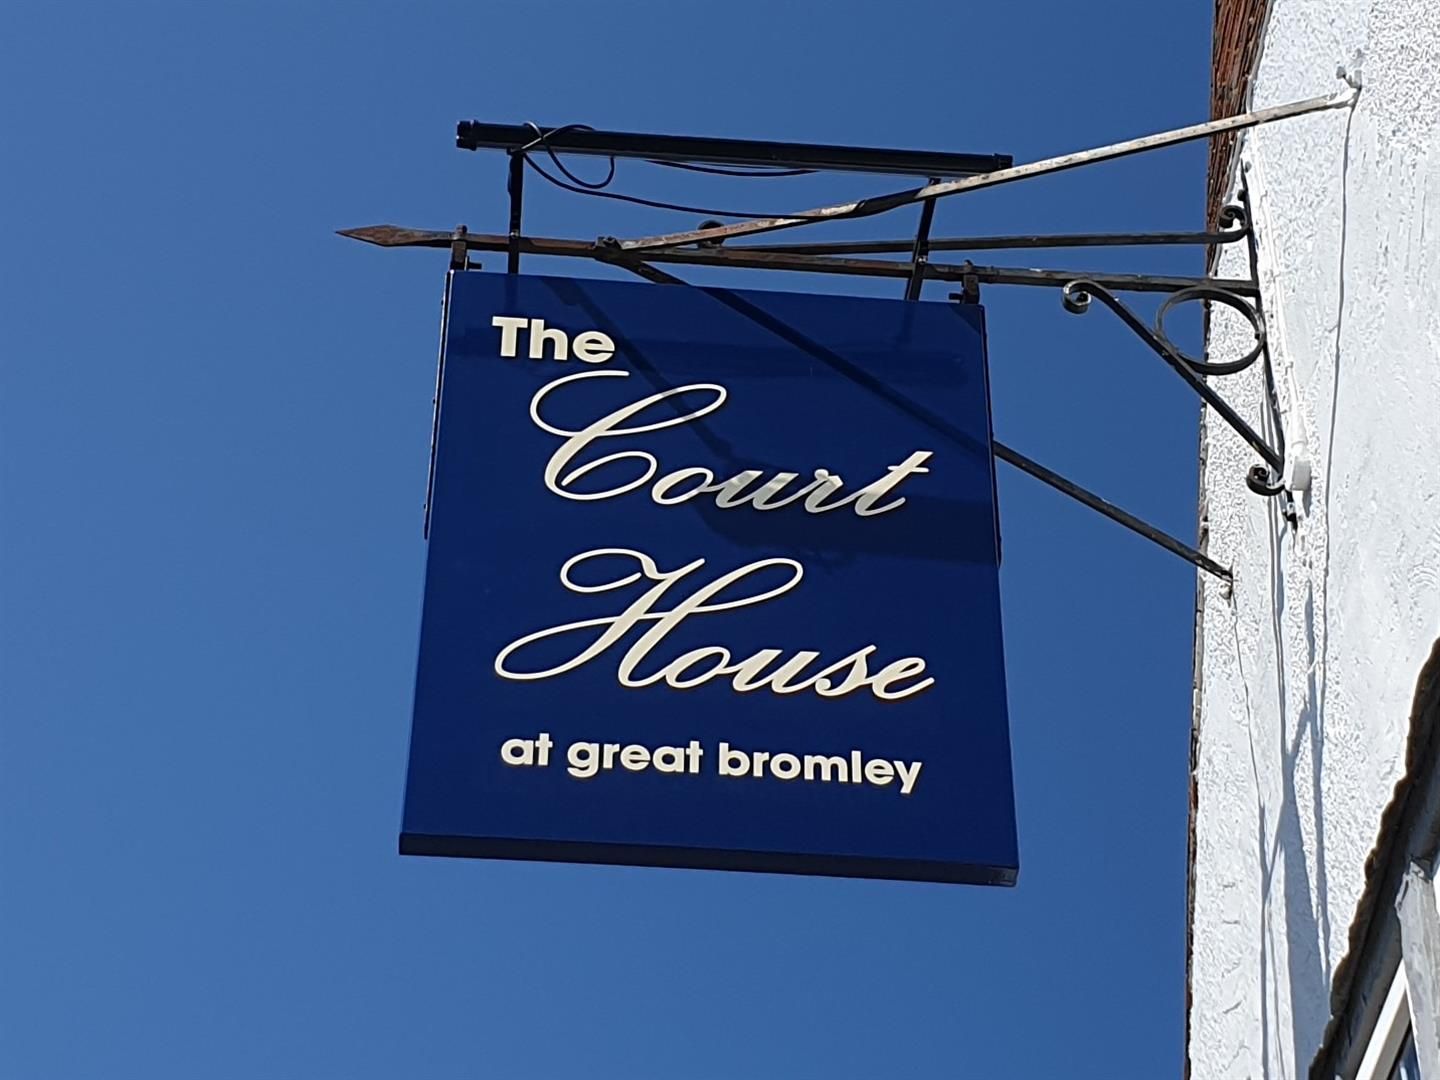 The
Court
House
at great bromley